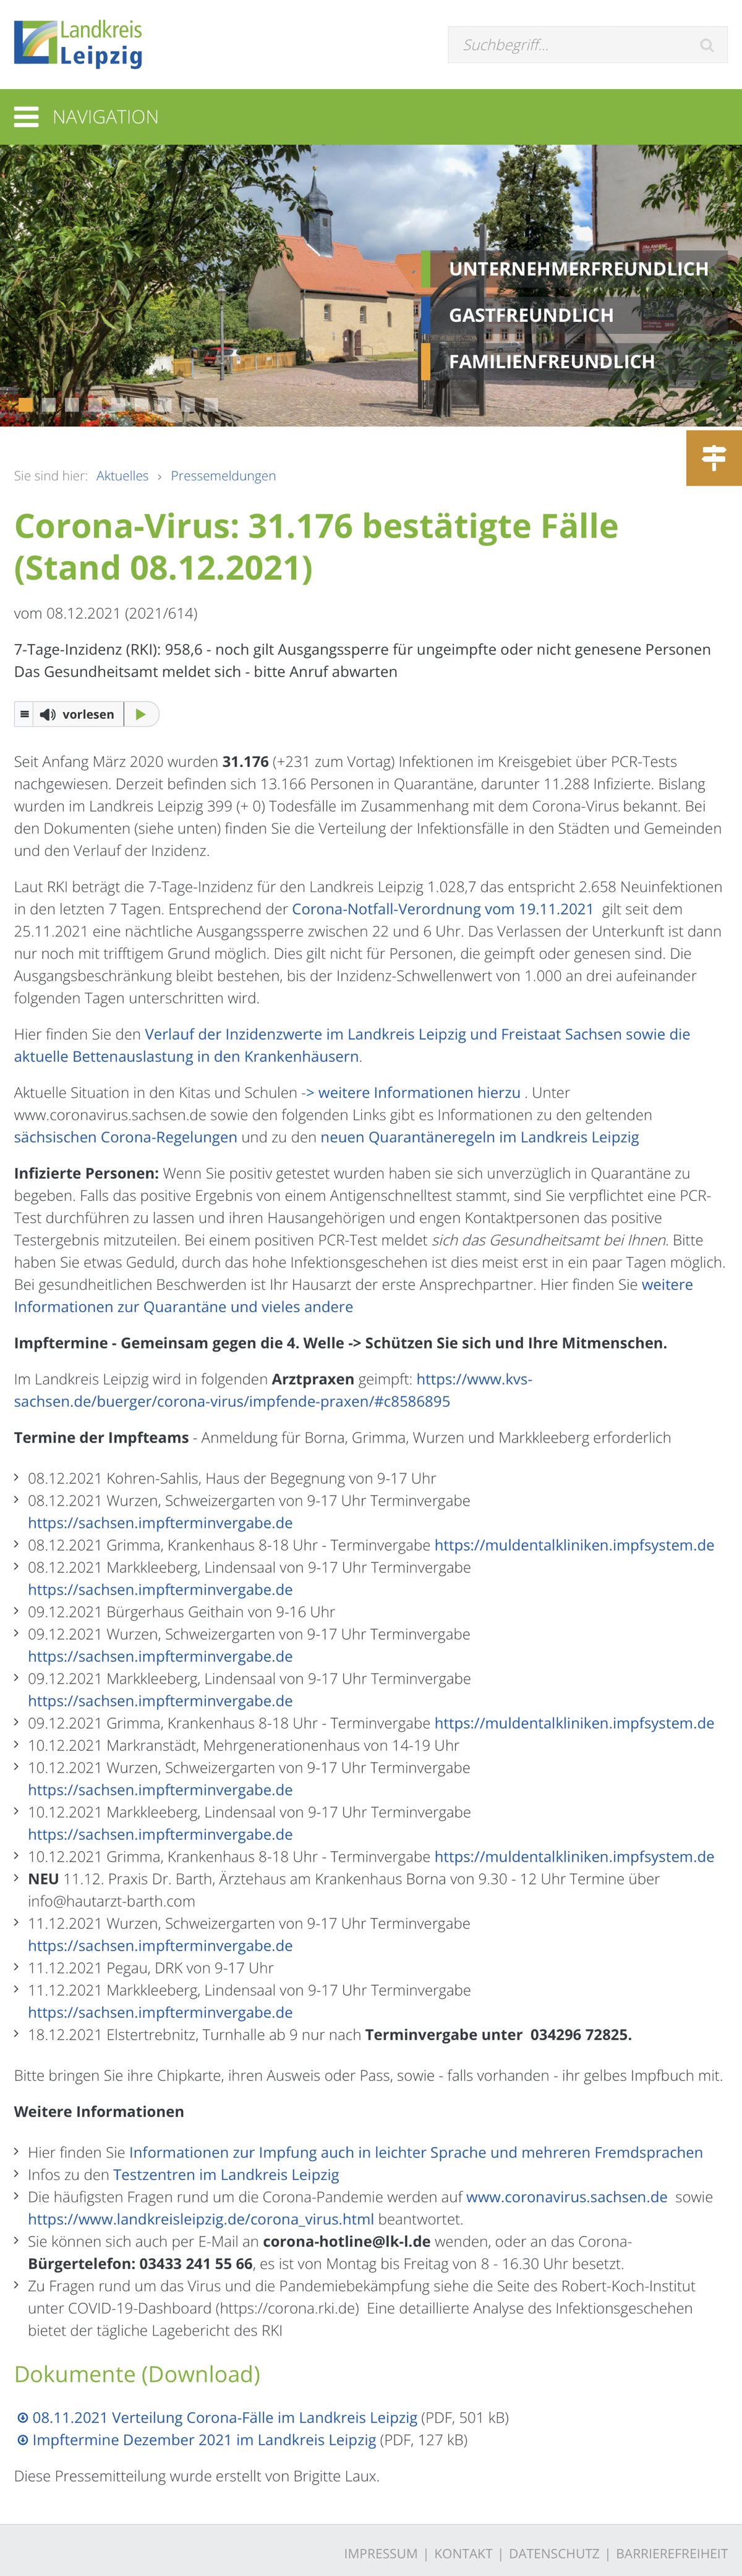 Landkreis
Leipzig
Suchbegriff...
NAVIGATION
UNTERNEHMERFREUNDLICH
GASTFREUNDLICH
FAMILIENFREUNDLICH
Sie sind hier: Aktuelles › Pressemeldungen
Corona-Virus: 31.176 bestätigte Fälle
(Stand 08.12.2021)
vom 08.12.2021 (2021/614)
7-Tage-Inzidenz (RKI): 958,6 - noch gilt Ausgangssperre für ungeimpfte oder nicht genesene Personen
Das Gesundheitsamt meldet sich - bitte Anruf abwarten
vorlesen
Seit Anfang März 2020 wurden 31.176 (+231 zum Vortag) Infektionen im Kreisgebiet über PCR-Tests
nachgewiesen. Derzeit befinden sich 13.166 Personen in Quarantäne, darunter 11.288 Infizierte. Bislang
wurden im Landkreis Leipzig 399 (+ 0) Todesfälle im Zusammenhang mit dem Corona-Virus bekannt. Bei
den Dokumenten (siehe unten) finden Sie die Verteilung der Infektionsfälle in den Städten und Gemeinden
und den Verlauf der Inzidenz.
Laut RKI beträgt die 7-Tage-Inzidenz für den Landkreis Leipzig 1.028,7 das entspricht 2.658 Neuinfektionen
in den letzten 7 Tagen. Entsprechend der Corona-Notfall-Verordnung vom 19.11.2021 gilt seit dem
25.11.2021 eine nächtliche Ausgangssperre zwischen 22 und 6 Uhr. Das Verlassen der Unterkunft ist dann
nur noch mit trifftigem Grund möglich. Dies gilt nicht für Personen, die geimpft oder genesen sind. Die
Ausgangsbeschränkung bleibt bestehen, bis der Inzidenz-Schwellenwert von 1.000 an drei aufeinander
folgenden Tagen unterschritten wird.
Hier finden Sie den Verlauf der Inzidenzwerte im Landkreis Leipzig und Freistaat Sachsen sowie die
aktuelle Bettenauslastung in den Krankenhäusern.
Aktuelle Situation in den Kitas und Schulen -> weitere Informationen hierzu . Unter
www.coronavirus.sachsen.de sowie den folgenden Links gibt es Informationen zu den geltenden
sächsischen Corona-Regelungen und zu den neuen Quarantäneregeln im Landkreis Leipzig
Infizierte Personen: Wenn Sie positiv getestet wurden haben sie sich unverzüglich in Quarantäne zu
begeben. Falls das positive Ergebnis von einem Antigenschnelltest stammt, sind Sie verpflichtet eine PCR-
Test durchführen zu lassen und ihren Hausangehörigen und engen Kontaktpersonen das positive
Testergebnis mitzuteilen. Bei einem positiven PCR-Test meldet sich das Gesundheitsamt bei Ihnen. Bitte
haben Sie etwas Geduld, durch das hohe Infektionsgeschehen ist dies meist erst in ein paar Tagen möglich.
Bei gesundheitlichen Beschwerden ist Ihr Hausarzt der erste Ansprechpartner. Hier finden Sie weitere
Informationen zur Quarantäne und vieles andere
Impftermine - Gemeinsam gegen die 4. Welle -> Schützen Sie sich und Ihre Mitmenschen.
Im Landkreis Leipzig wird in folgenden Arztpraxen geimpft: https://www.kvs-
sachsen.de/buerger/corona-virus/impfende-praxen/#c8586895
Termine der Impfteams - Anmeldung für Borna, Grimma, Wurzen und Markkleeberg erforderlich
08.12.2021 Kohren-Sahlis, Haus der Begegnung von 9-17 Uhr
08.12.2021 Wurzen, Schweizergarten von 9-17 Uhr Terminvergabe
https://sachsen.impfterminvergabe.de
08.12.2021 Grimma, Krankenhaus 8-18 Uhr - Terminvergabe https://muldentalkliniken.impfsystem.de
08.12.2021 Markkleeberg, Lindensaal von 9-17 Uhr Terminvergabe
https://sachsen.impfterminvergabe.de
09.12.2021 Bürgerhaus Geithain von 9-16 Uhr
09.12.2021 Wurzen, Schweizergarten von 9-17 Uhr Terminvergabe
https://sachsen.impfterminvergabe.de
09.12.2021 Markkleeberg, Lindensaal von 9-17 Uhr Terminvergabe
https://sachsen.impfterminvergabe.de
09.12.2021 Grimma, Krankenhaus 8-18 Uhr - Terminvergabe https://muldentalkliniken.impfsystem.de
10.12.2021 Markranstädt, Mehrgenerationenhaus von 14-19 Uhr
10.12.2021 Wurzen, Schweizergarten von 9-17 Uhr Terminvergabe
https://sachsen.impfterminvergabe.de
10.12.2021 Markkleeberg, Lindensaal von 9-17 Uhr Terminvergabe
https://sachsen.impfterminvergabe.de
10.12.2021 Grimma, Krankenhaus 8-18 Uhr - Terminvergabe https://muldentalkliniken.impfsystem.de
NEU 11.12. Praxis Dr. Barth, Ärztehaus am Krankenhaus Borna von 9.30 - 12 Uhr Termine über
info@hautarzt-barth.com
11.12.2021 Wurzen, Schweizergarten von 9-17 Uhr Terminvergabe
https://sachsen.impfterminvergabe.de
11.12.2021 Pegau, DRK von 9-17 Uhr
11.12.2021 Markkleeberg, Lindensaal von 9-17 Uhr Terminvergabe
https://sachsen.impfterminvergabe.de
18.12.2021 Elstertrebnitz, Turnhalle ab 9 nur nach Terminvergabe unter 034296 72825.
Bitte bringen Sie ihre Chipkarte, ihren Ausweis oder Pass, sowie - falls vorhanden - ihr gelbes Impfbuch mit.
Weitere Informationen
Hier finden Sie Informationen zur Impfung auch in leichter Sprache und mehreren Fremdsprachen
Infos zu den Testzentren im Landkreis Leipzig
Die häufigsten Fragen rund um die Corona-Pandemie werden auf www.coronavirus.sachsen.de sowie
https://www.landkreisleipzig.de/corona_virus.html beantwortet.
Sie können sich auch per E-Mail an corona-hotline@lk-l.de wenden, oder an das Corona-
Bürgertelefon: 03433 241 55 66, es ist von Montag bis Freitag von 8 - 16.30 Uhr besetzt.
Zu Fragen rund um das Virus und die Pandemiebekämpfung siehe die Seite des Robert-Koch-Institut
unter COVID-19-Dashboard (https://corona.rki.de) Eine detaillierte Analyse des Infektionsgeschehen
bietet der tägliche Lagebericht des RKI
Dokumente (Download)
08.11.2021 Verteilung Corona-Fälle im Landkreis Leipzig (PDF, 501 kB)
Impftermine Dezember 2021 im Landkreis Leipzig (PDF, 127 kB)
Diese Pressemitteilung wurde erstellt von Brigitte Laux.
IMPRESSUM | KONTAKT | DATENSCHUTZ | BARRIEREFREIHEIT